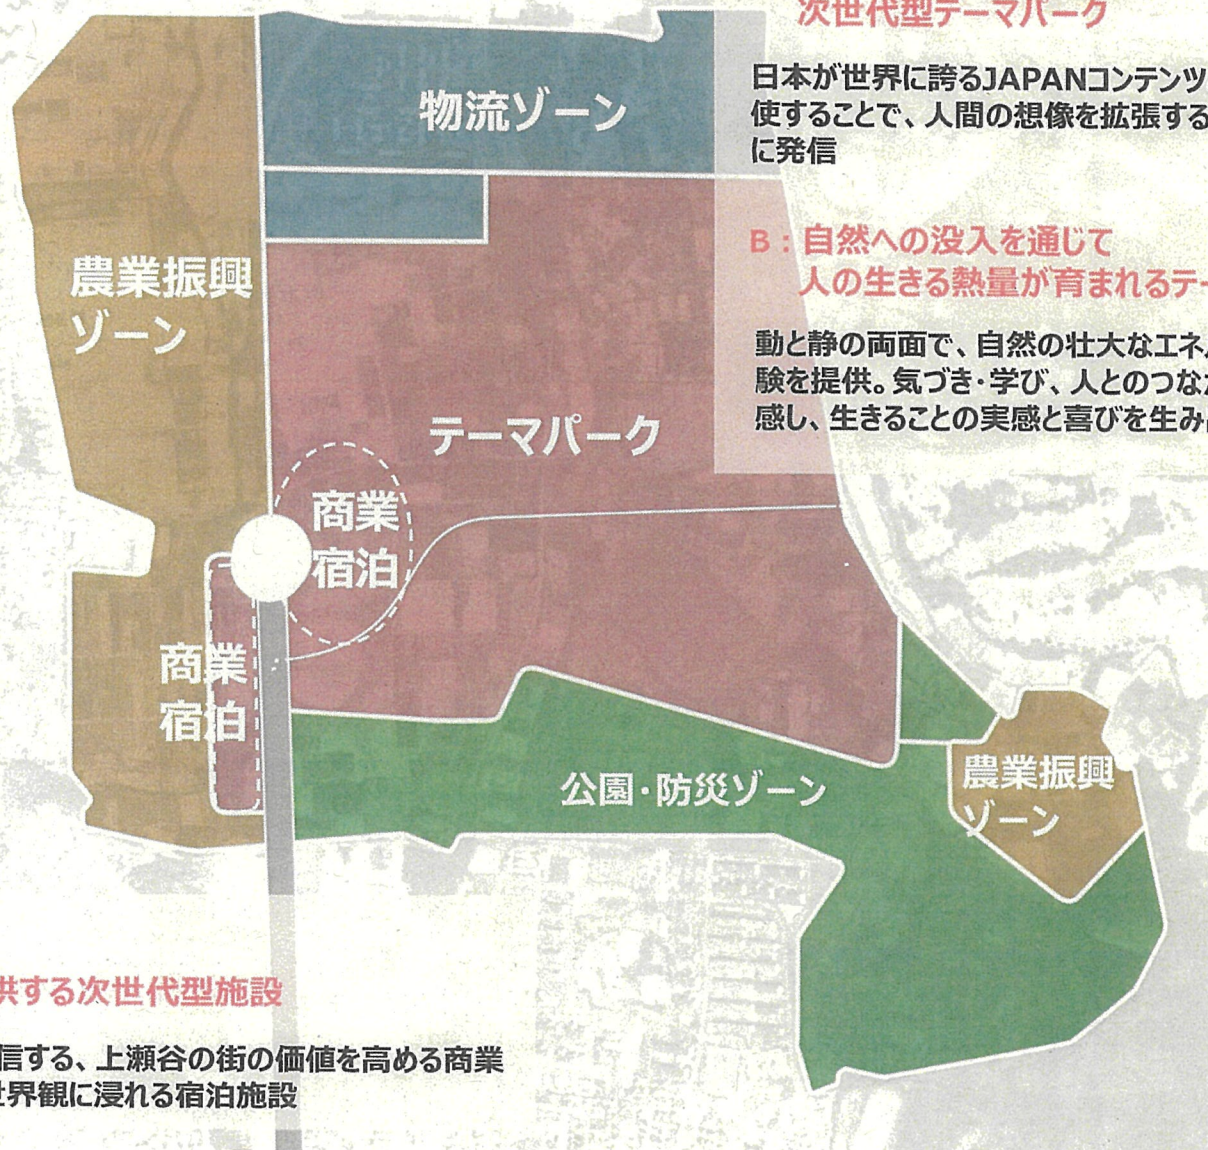 次世代型テーマパーク
日本が世界に誇るJAPANコンテンツ
使することで、人間の想像を拡張する
に発信
B：自然への没入を通じて
人の生きる熱量が育まれるテー
動と静の両面で、自然の壮大なエネル
験を提供。気づき・学び、人とのつなが
感し、生きることの実感と喜びを生み
物流ゾーン
農業振興
ゾーン
テーマパーク
商業
宿泊
商業
宿泊
公園・防災ゾーン
農業振興
ゾーン
供する次世代型施設
信する、上瀬谷の街の価値を高める商業
世界観に浸れる宿泊施設